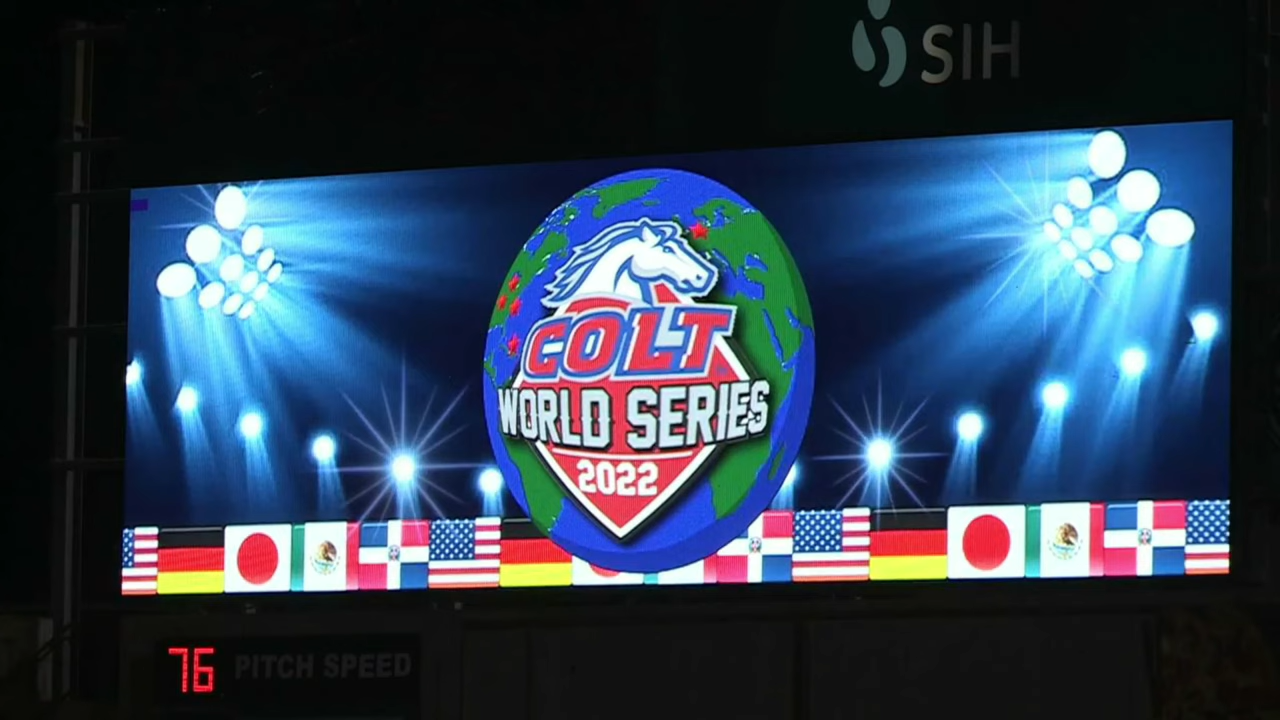 SIH
COLT
WORLD SERIES
2022
76 PITCH SPEED